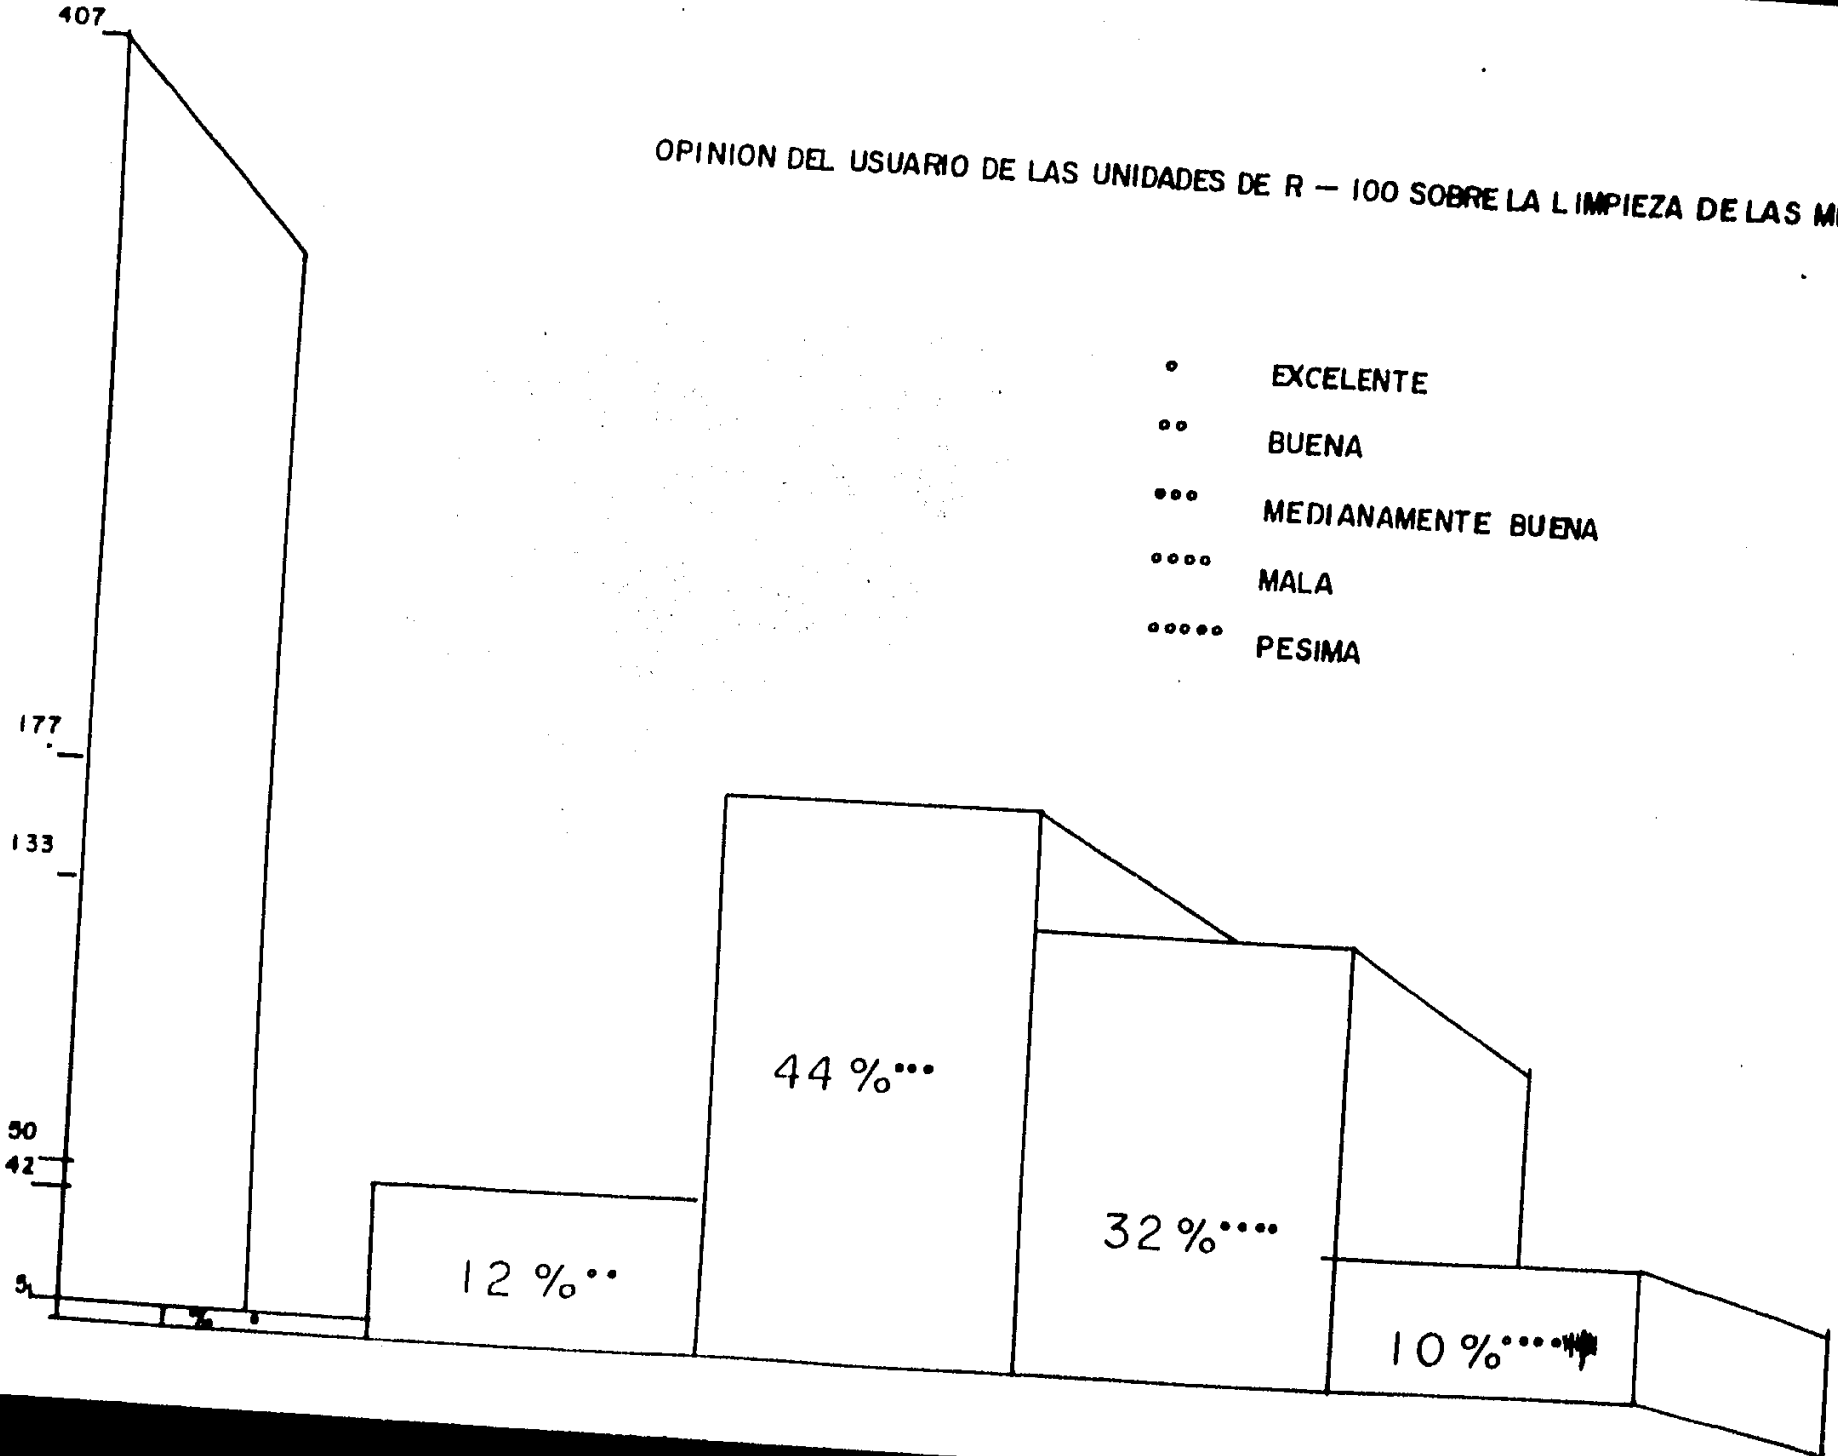 407
OPINION DEL USUARIO DE LAS UNIDADES DE R — 100 SOBRE LA LIMPIEZA DE LAS
° EXCELENTE
°° BUENA
°°° MEDIANAMENTE BUENA
°°°° MALA
°°°°° PESIMA
177
133
50
42
5
1 % •
12 % ••
44 % •••
32 % ••••
10 % ••••